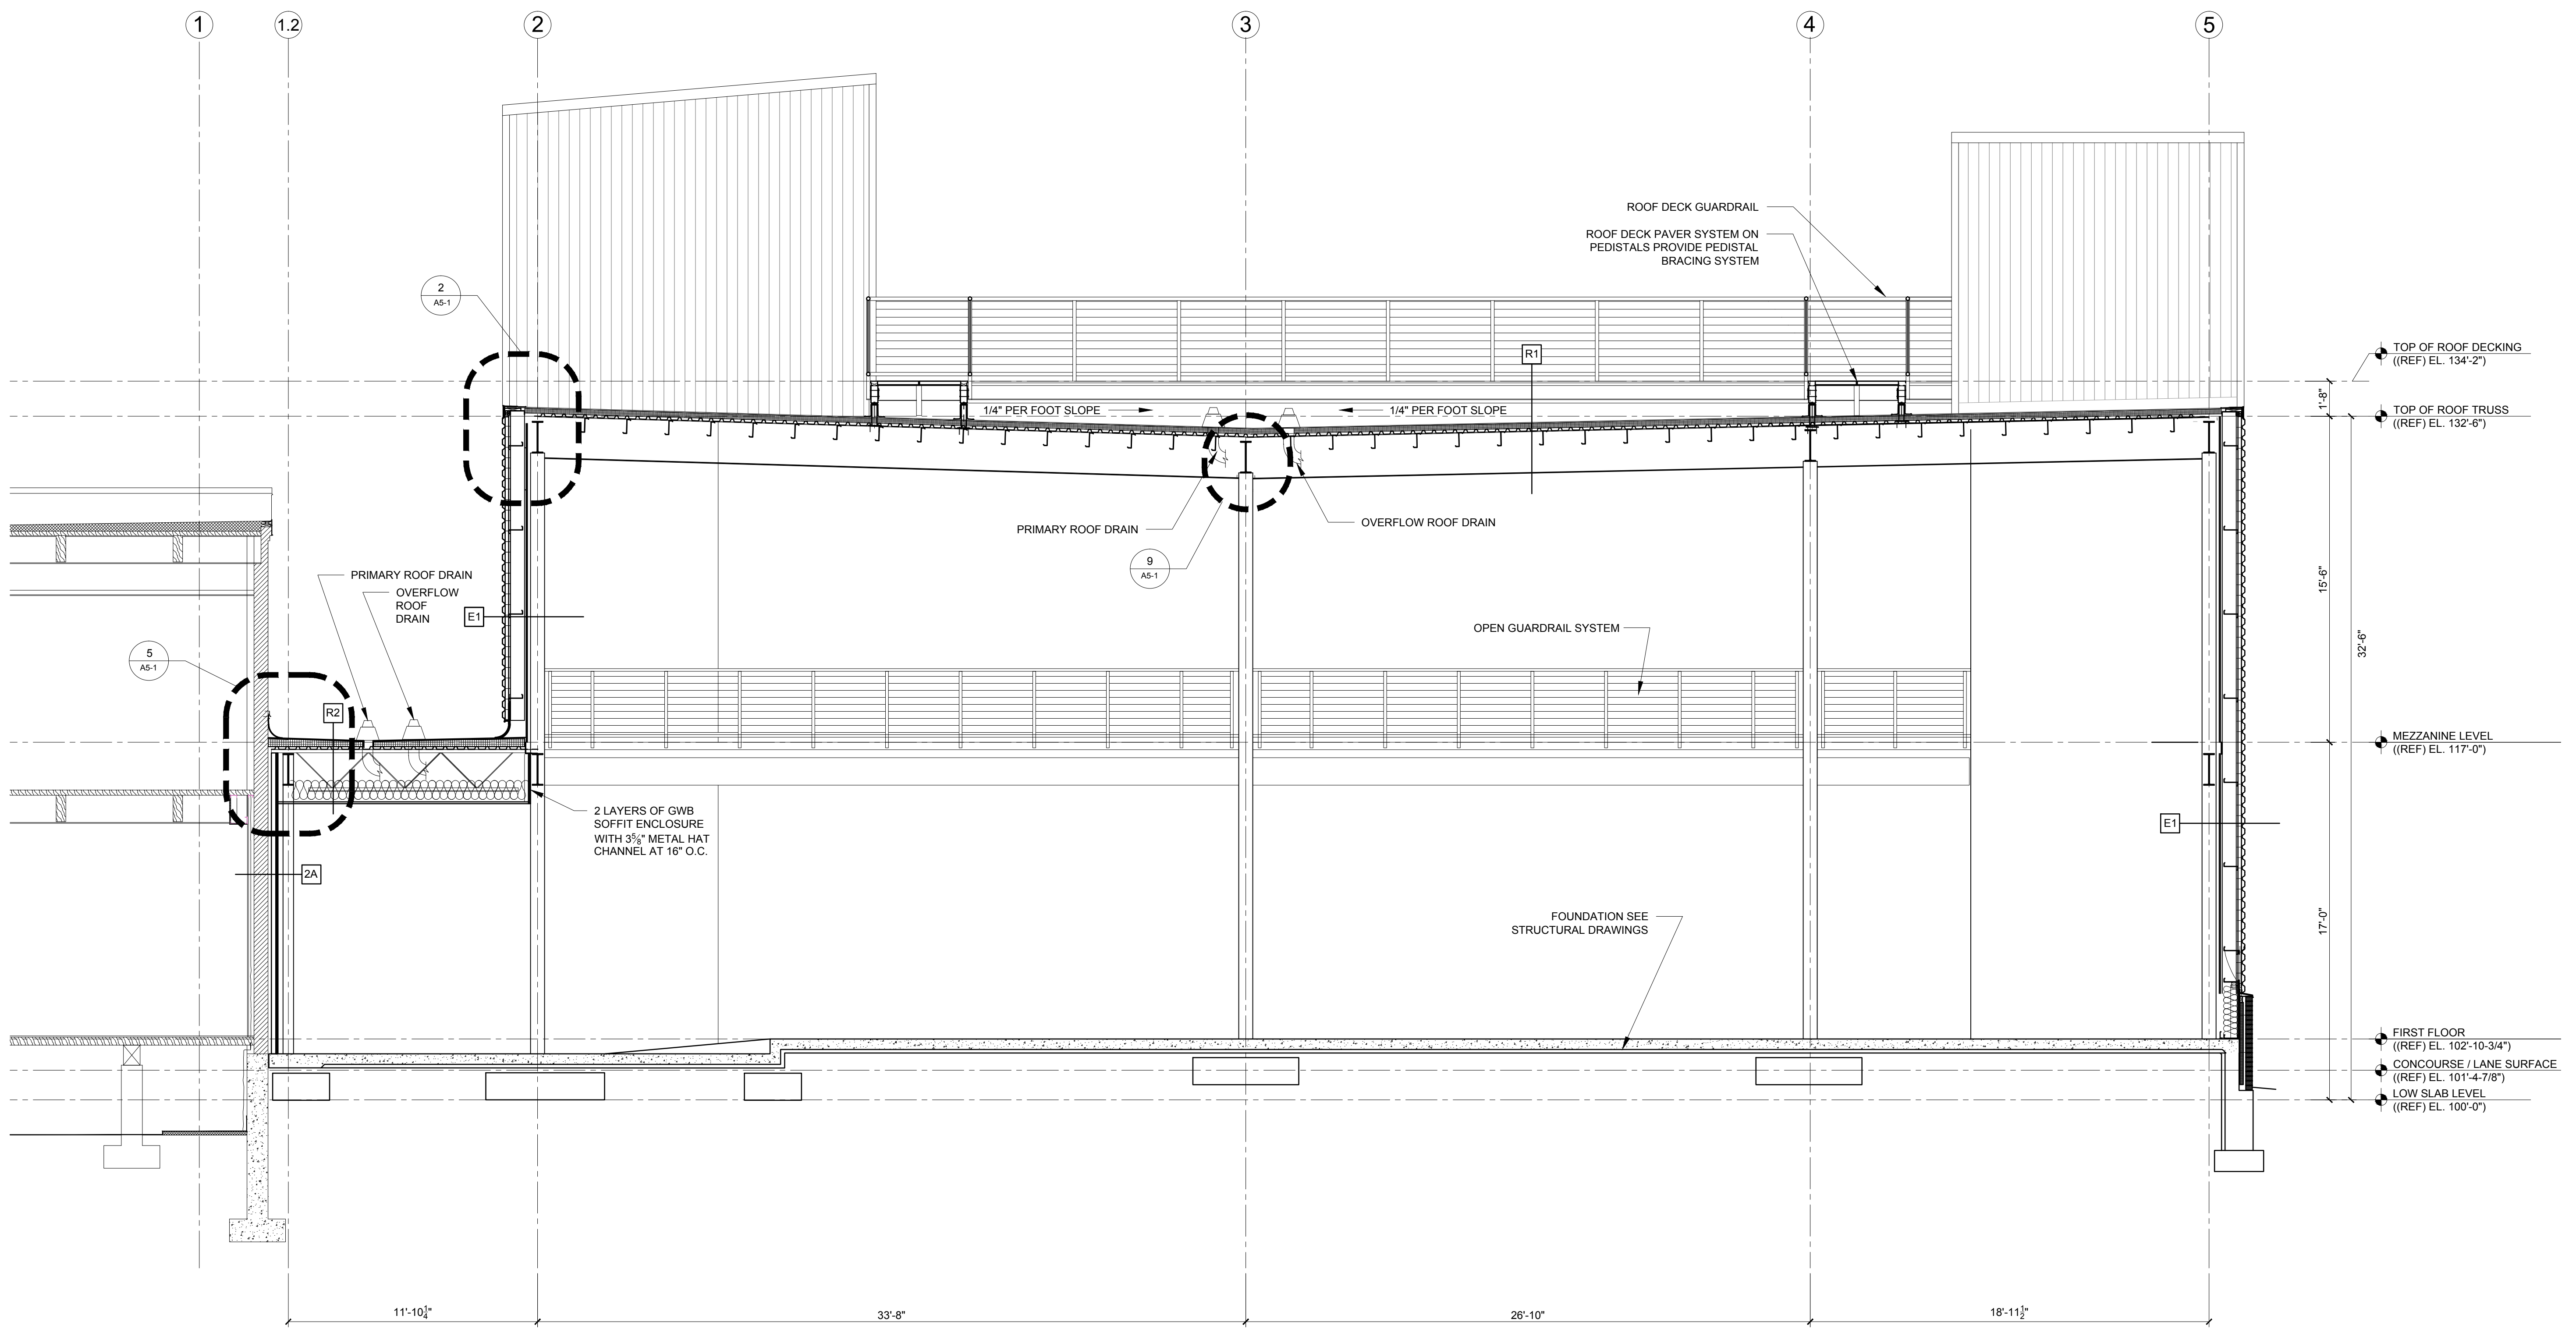 1
1.2
2
3
4
5
ROOF DECK GUARDRAIL
ROOF DECK PAVER SYSTEM ON
PEDISTALS PROVIDE PEDISTAL
BRACING SYSTEM
2
A5-1
R1
TOP OF ROOF DECKING
((REF) EL. 134'-2")
1'-8"
1/4" PER FOOT SLOPE
1/4" PER FOOT SLOPE
TOP OF ROOF TRUSS
((REF) EL. 132'-6")
PRIMARY ROOF DRAIN
OVERFLOW ROOF DRAIN
9
A5-1
PRIMARY ROOF DRAIN
OVERFLOW
ROOF
DRAIN
E1
15'-6"
32'-6"
OPEN GUARDRAIL SYSTEM
5
A5-1
R2
MEZZANINE LEVEL
((REF) EL. 117'-0")
2 LAYERS OF GWB
SOFFIT ENCLOSURE
WITH 3⅝" METAL HAT
CHANNEL AT 16" O.C.
E1
2A
17'-0"
FOUNDATION SEE
STRUCTURAL DRAWINGS
FIRST FLOOR
((REF) EL. 102'-10-3/4")
CONCOURSE / LANE SURFACE
((REF) EL. 101'-4-7/8")
LOW SLAB LEVEL
((REF) EL. 100'-0")
11'-10¼"
33'-8"
26'-10"
18'-11½"